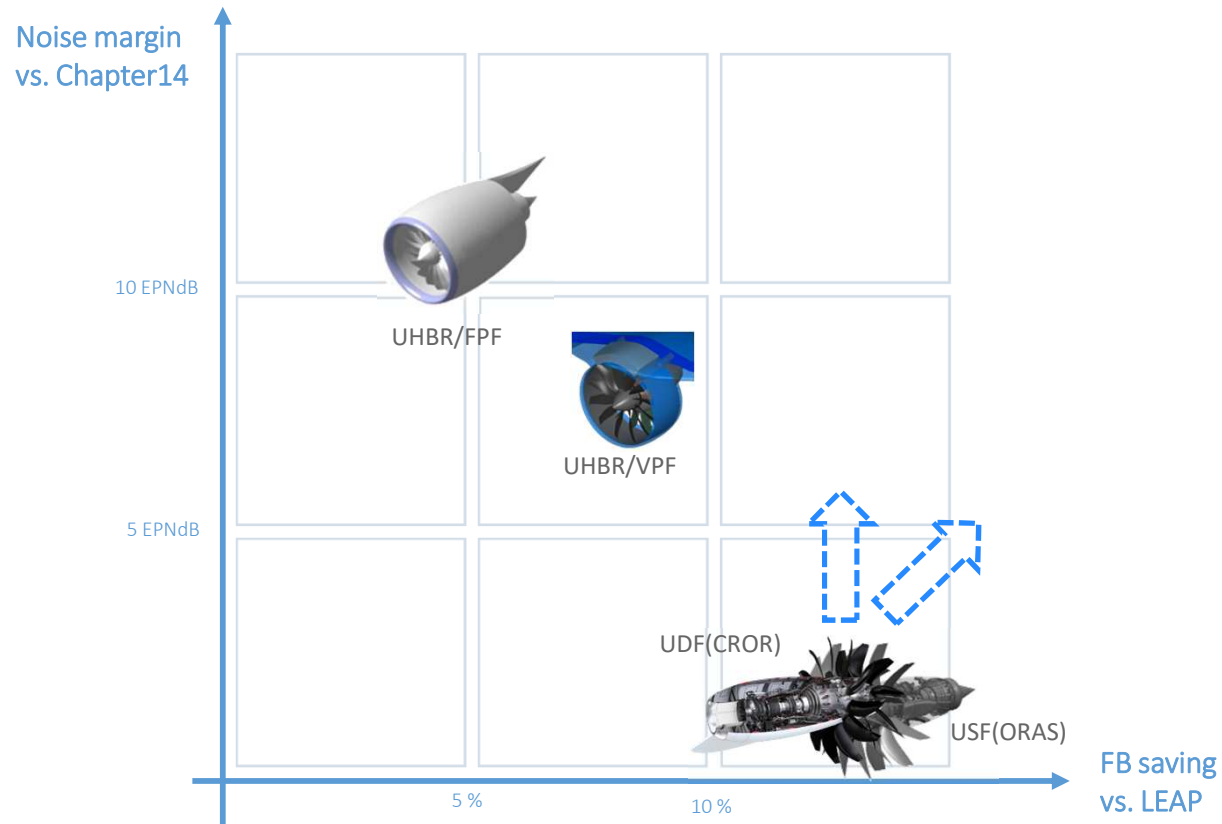 Noise margin
vs. Chapter14
10 EPNdB
UHBR/FPF
UHBR/VPF
5 EPNdB
UDF(CROR)
USF(ORAS)
FB saving
vs. LEAP
5 %
10 %